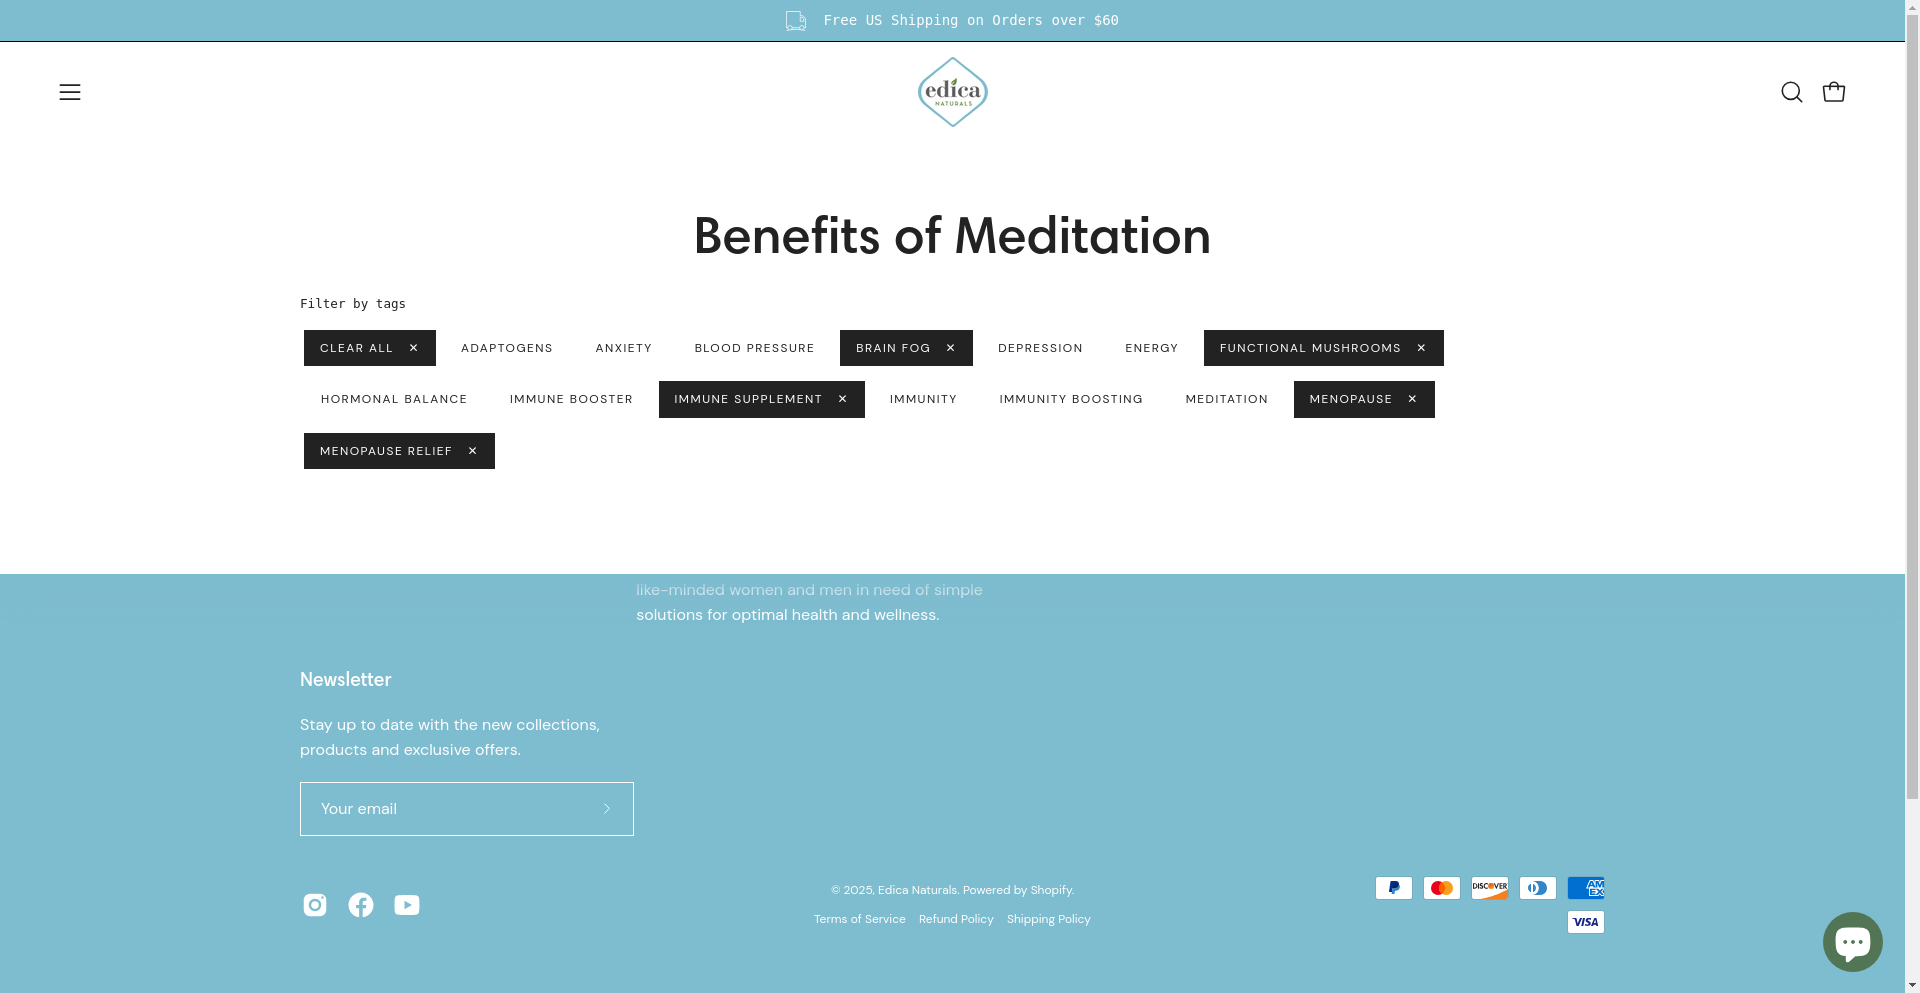 Free US Shipping on Orders over $60
edica
NATURALS
Benefits of Meditation
Filter by tags
CLEAR ALL ✕ ADAPTOGENS ANXIETY BLOOD PRESSURE BRAIN FOG ✕ DEPRESSION ENERGY FUNCTIONAL MUSHROOMS ✕
HORMONAL BALANCE IMMUNE BOOSTER IMMUNE SUPPLEMENT ✕ IMMUNITY IMMUNITY BOOSTING MEDITATION MENOPAUSE ✕
MENOPAUSE RELIEF ✕
like-minded women and men in need of simple
solutions for optimal health and wellness.
Newsletter
Stay up to date with the new collections,
products and exclusive offers.
Your email
© 2025, Edica Naturals. Powered by Shopify.
Terms of Service Refund Policy Shipping Policy
DISCOVER
AM
EX
VISA